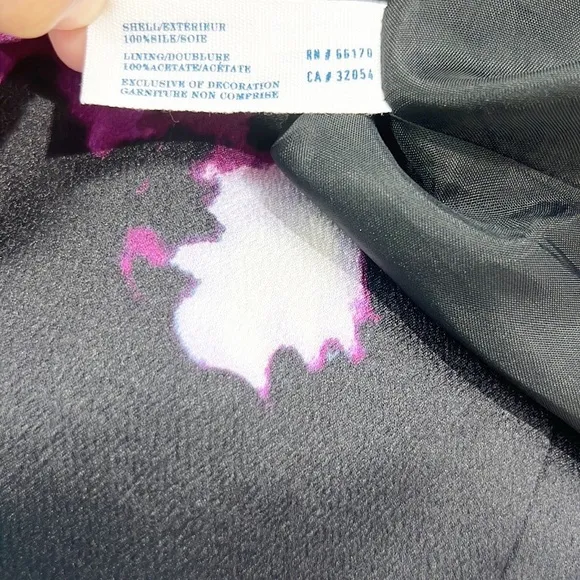 SHELL/EXTERIEUR
100%SILK/SOIE
LINING/DOUBLURE
100%ACETATE/ACÉTATE
EXCLUSIVE OF DECORATION
GARNITURE NON COMPRISE
RN # 66170
CA # 32054